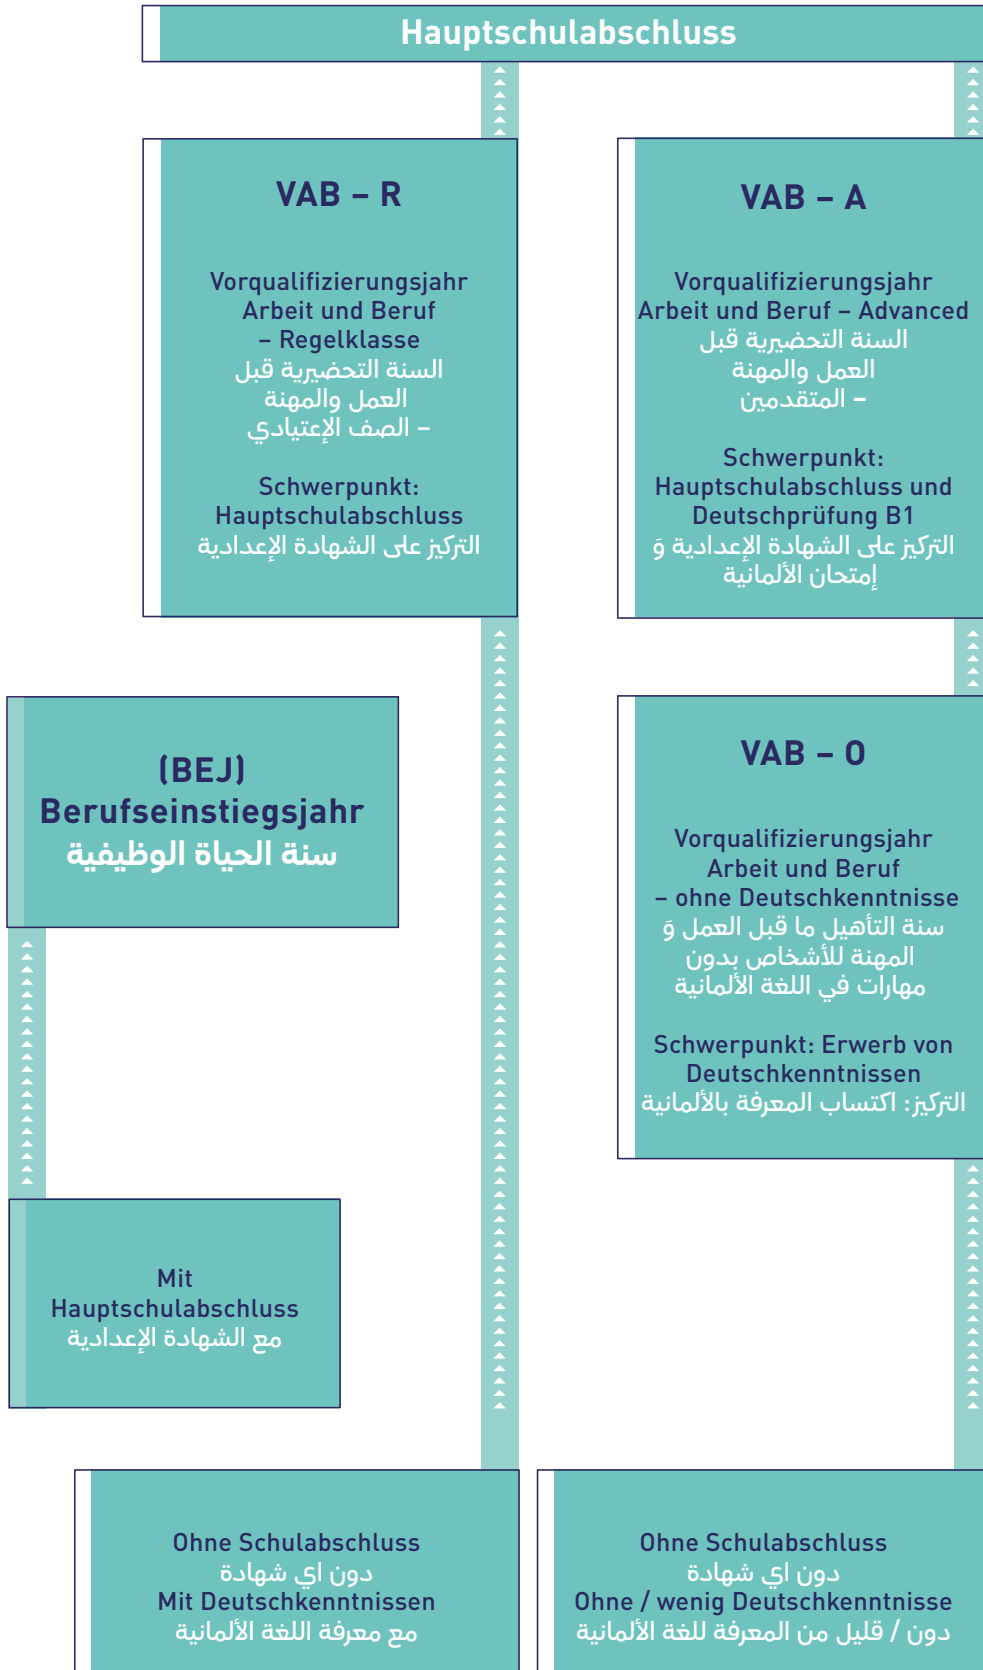 Hauptschulabschluss
VAB – R
Vorqualifizierungsjahr
Arbeit und Beruf
– Regelklasse
السنة التحضيرية قبل
العمل والمهنة
– الصف الإعتيادي
Schwerpunkt:
Hauptschulabschluss
التركيز على الشهادة الإعدادية
VAB – A
Vorqualifizierungsjahr
Arbeit und Beruf – Advanced
السنة التحضيرية قبل
العمل والمهنة
– المتقدمين
Schwerpunkt:
Hauptschulabschluss und
Deutschprüfung B1
التركيز على الشهادة الإعدادية وَ
إمتحان الألمانية
(BEJ)
Berufseinstiegsjahr
سنة الحياة الوظيفية
VAB – O
Vorqualifizierungsjahr
Arbeit und Beruf
– ohne Deutschkenntnisse
سنة التأهيل ما قبل العمل وَ
المهنة للأشخاص بدون
مهارات في اللغة الألمانية
Schwerpunkt: Erwerb von
Deutschkenntnissen
التركيز: اكتساب المعرفة بالألمانية
Mit
Hauptschulabschluss
مع الشهادة الإعدادية
Ohne Schulabschluss
دون اي شهادة
Mit Deutschkenntnissen
مع معرفة اللغة الألمانية
Ohne Schulabschluss
دون اي شهادة
Ohne / wenig Deutschkenntnisse
دون / قليل من المعرفة للغة الألمانية